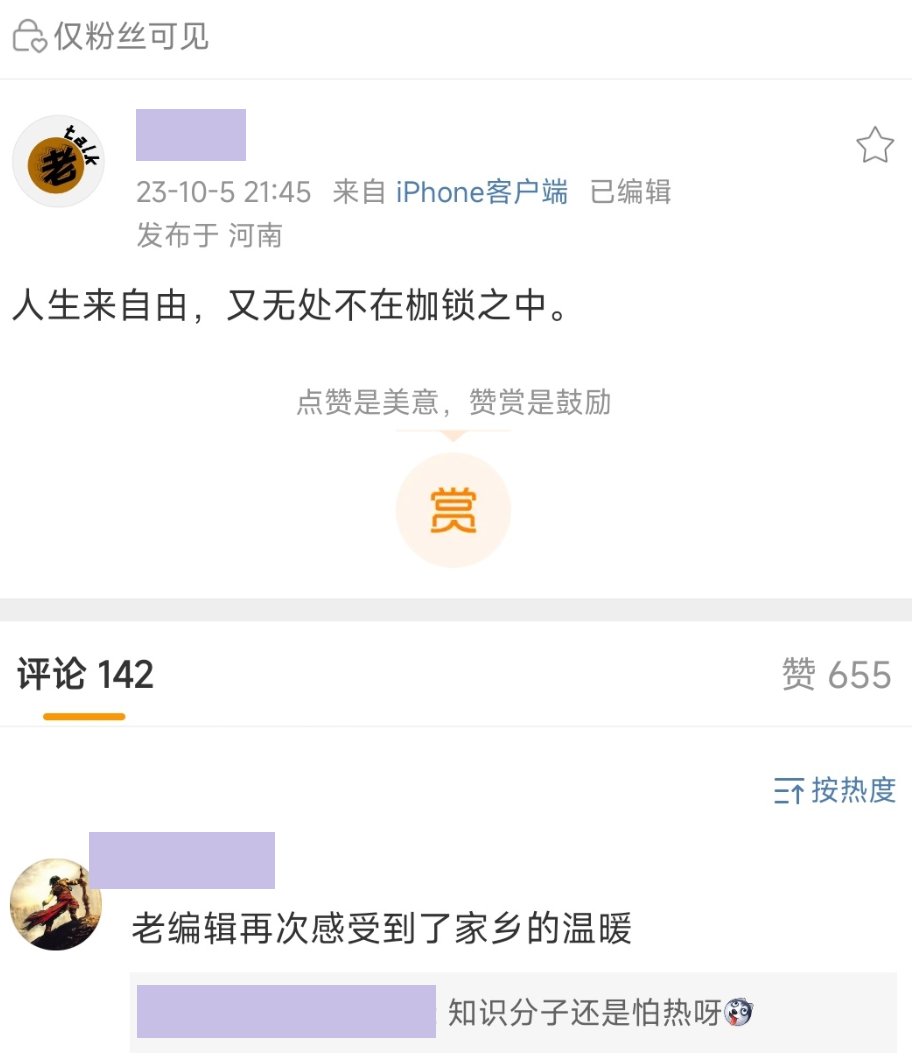 仅粉丝可见
talk
老
23-10-5 21:45 来自 iPhone客户端 已编辑
发布于 河南
人生来自由，又无处不在枷锁之中。
点赞是美意，赞赏是鼓励
赏
评论 142
赞 655
按热度
老编辑再次感受到了家乡的温暖
知识分子还是怕热呀